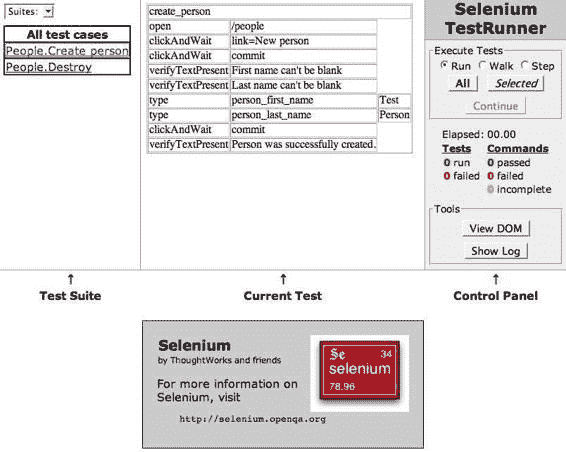 Suites:
All test cases
People.Create person
People.Destroy
create_person
open /people
clickAndWait link=New person
clickAndWait commit
verifyTextPresent First name can't be blank
verifyTextPresent Last name can't be blank
type person_first_name Test
type person_last_name Person
clickAndWait commit
verifyTextPresent Person was successfully created.
Selenium
TestRunner
Execute Tests
Run Walk Step
All Selected
Continue
Elapsed: 00.00
Tests Commands
0 run 0 passed
0 failed 0 failed
0 incomplete
Tools
View DOM
Show Log
↑ ↑ ↑
Test Suite Current Test Control Panel
Selenium
by ThoughtWorks and friends
For more information on
Selenium, visit
http://selenium.openqa.org
Se 34
selenium
78.96